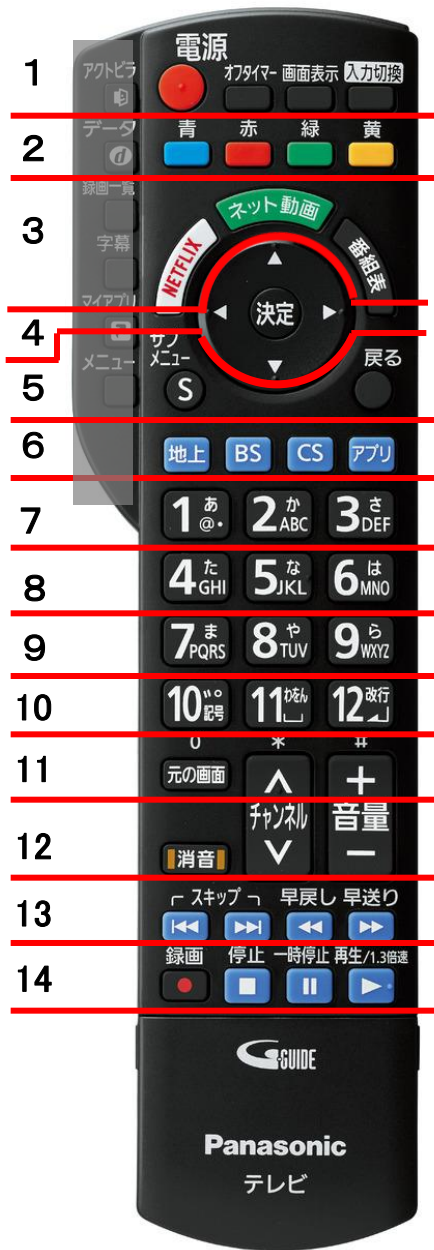 電源
1 アクトビラ オフタイマー 画面表示 入力切換
データ 青 赤 緑 黄
2 d
録画一覧
ネット動画
3 字幕 NETFLIX 番組表
マイアプリ
4 決定
サブ
メニュー メニュー 戻る
5 S
6 地上 BS CS アプリ
7 1 あ @. 2 か ABC 3 さ DEF
8 4 た GHI 5 な JKL 6 は MNO
9 7 ま PQRS 8 や TUV 9 ら WXYZ
10 10 ゛゜ 記号 11 わをん 12 改行
0 * #
11 元の画面 ∧ +
チャンネル 音量
12 消音 ∨ −
スキップ 早戻し 早送り
13
録画 停止 一時停止 再生/1.3倍速
14
G-GUIDE
Panasonic
テレビ